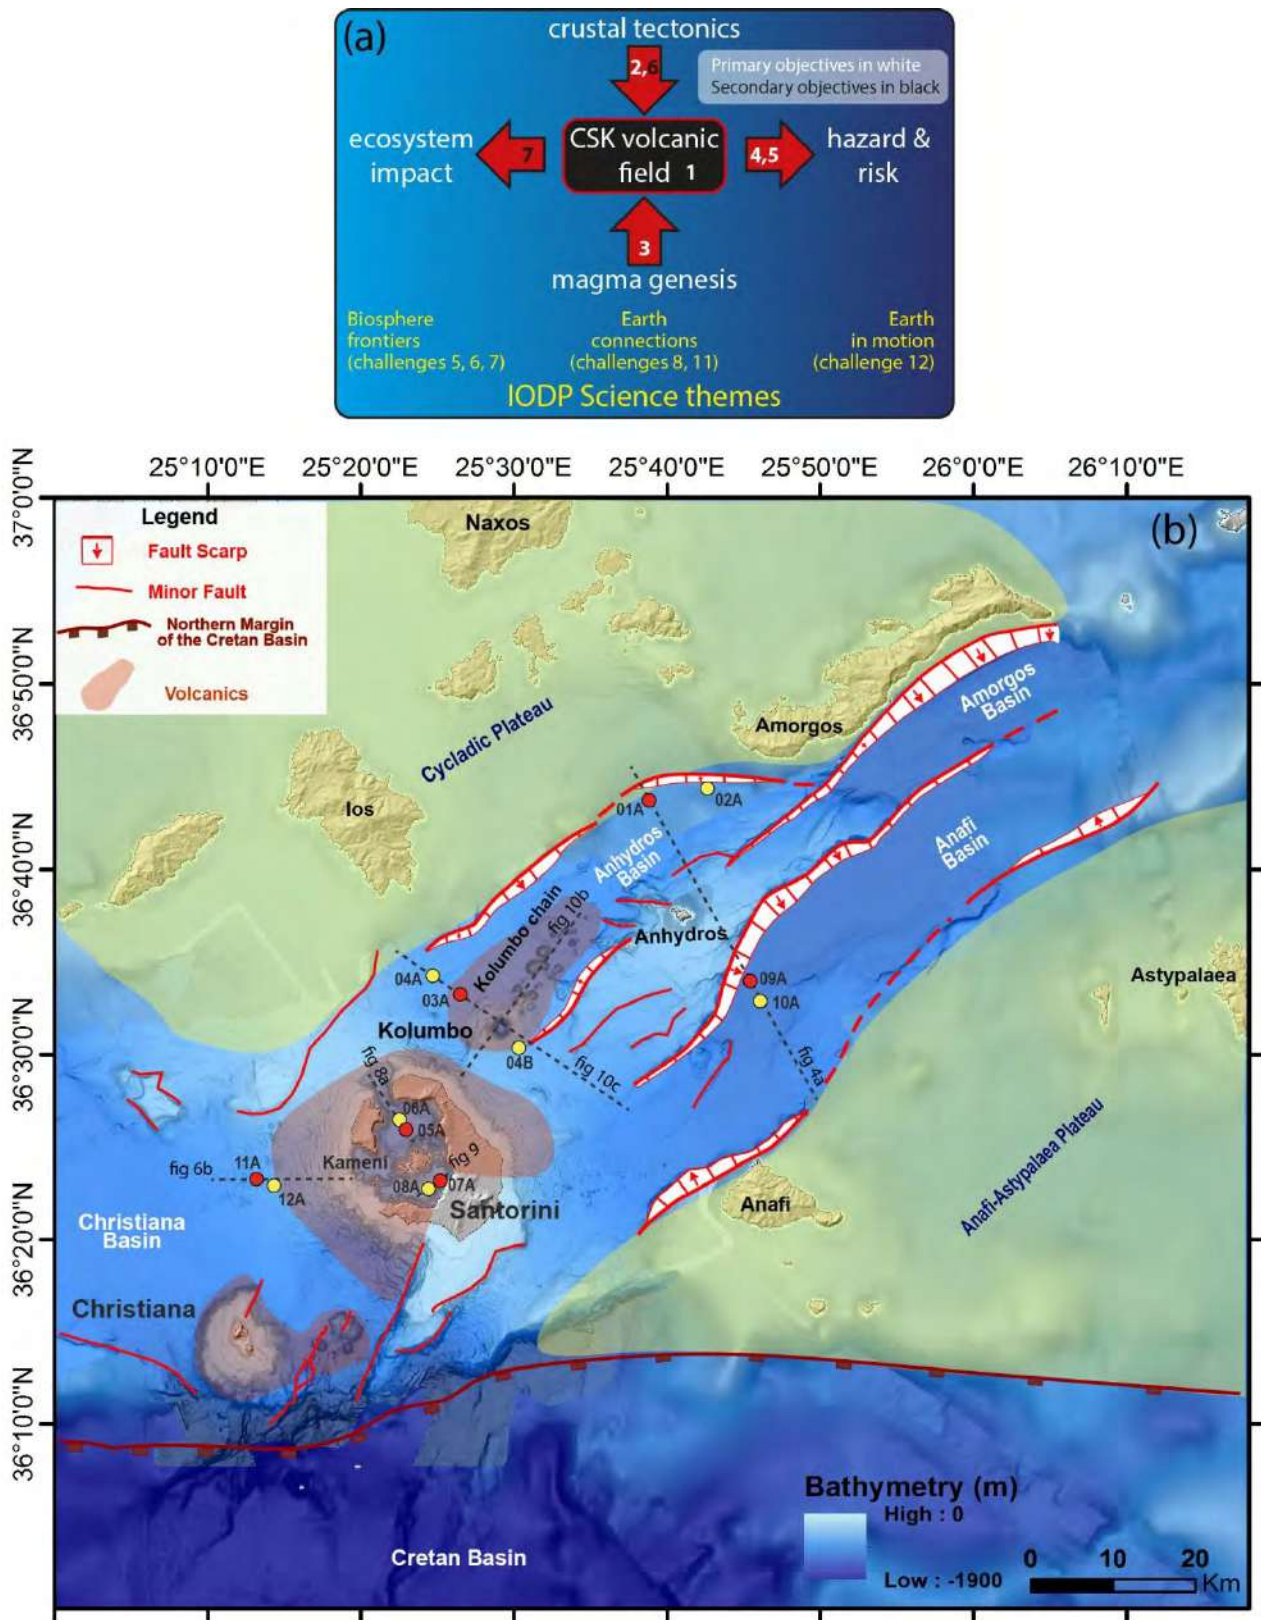 (a)
crustal tectonics
2,6
Primary objectives in white
Secondary objectives in black
ecosystem
impact
7
CSK volcanic
field 1
4,5
hazard &
risk
3
magma genesis
Biosphere
frontiers
(challenges 5, 6, 7)
Earth
connections
(challenges 8, 11)
Earth
in motion
(challenge 12)
IODP Science themes
25°10'0"E
25°20'0"E
25°30'0"E
25°40'0"E
25°50'0"E
26°0'0"E
26°10'0"E
37°0'0"N
36°50'0"N
36°40'0"N
36°30'0"N
36°20'0"N
36°10'0"N
(b)
Legend
Fault Scarp
Minor Fault
Northern Margin
of the Cretan Basin
Volcanics
Naxos
Cycladic Plateau
Ios
Amorgos
Amorgos
Basin
01A
02A
Anhydros
Basin
Anafi
Basin
Kolumbo chain
fig 10b
Anhydros
04A
03A
Kolumbo
04B
fig 10c
09A
10A
fig 4a
Astypalaea
fig 8a
06A
05A
Kameni
fig 9
11A
fig 6b
12A
08A
07A
Santorini
Anafi
Anafi-Astypalaea Plateau
Christiana
Basin
Christiana
Cretan Basin
Bathymetry (m)
High : 0
Low : -1900
0 10 20
Km